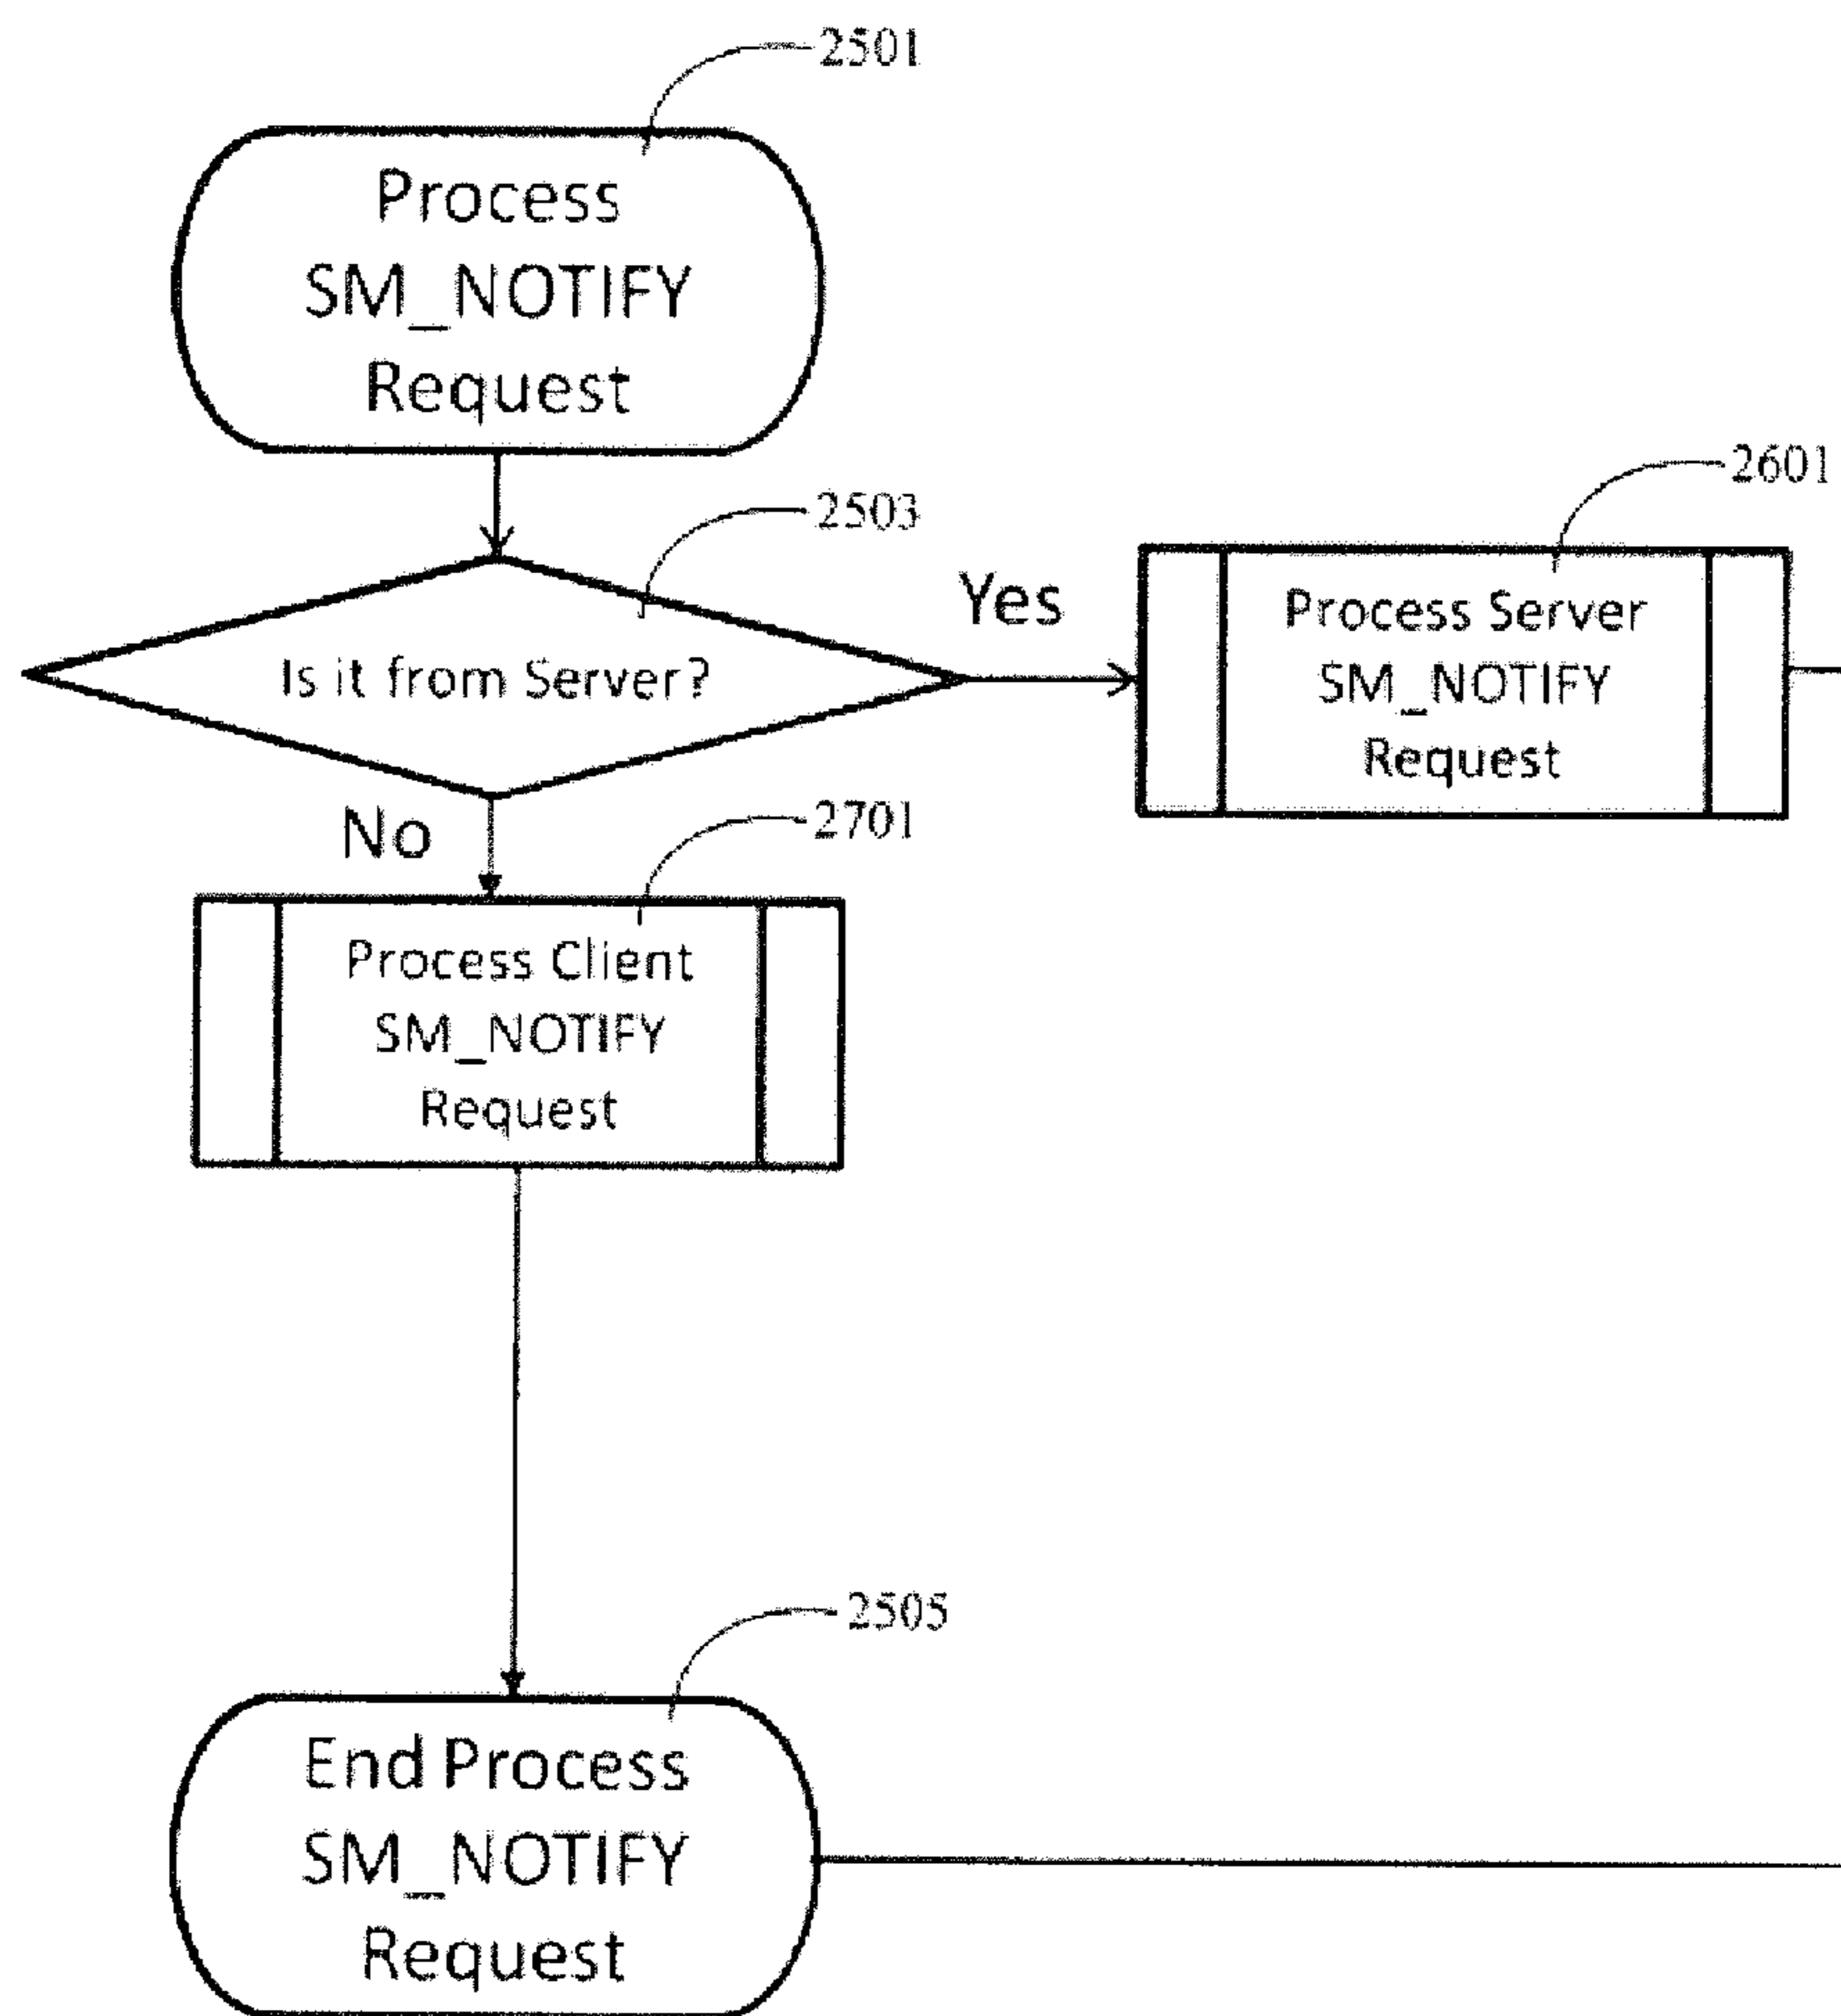 2501
Process
SM_NOTIFY
Request
2503
Is it from Server?
Yes
2601
Process Server
SM_NOTIFY
Request
No
2701
Process Client
SM_NOTIFY
Request
2505
End Process
SM_NOTIFY
Request